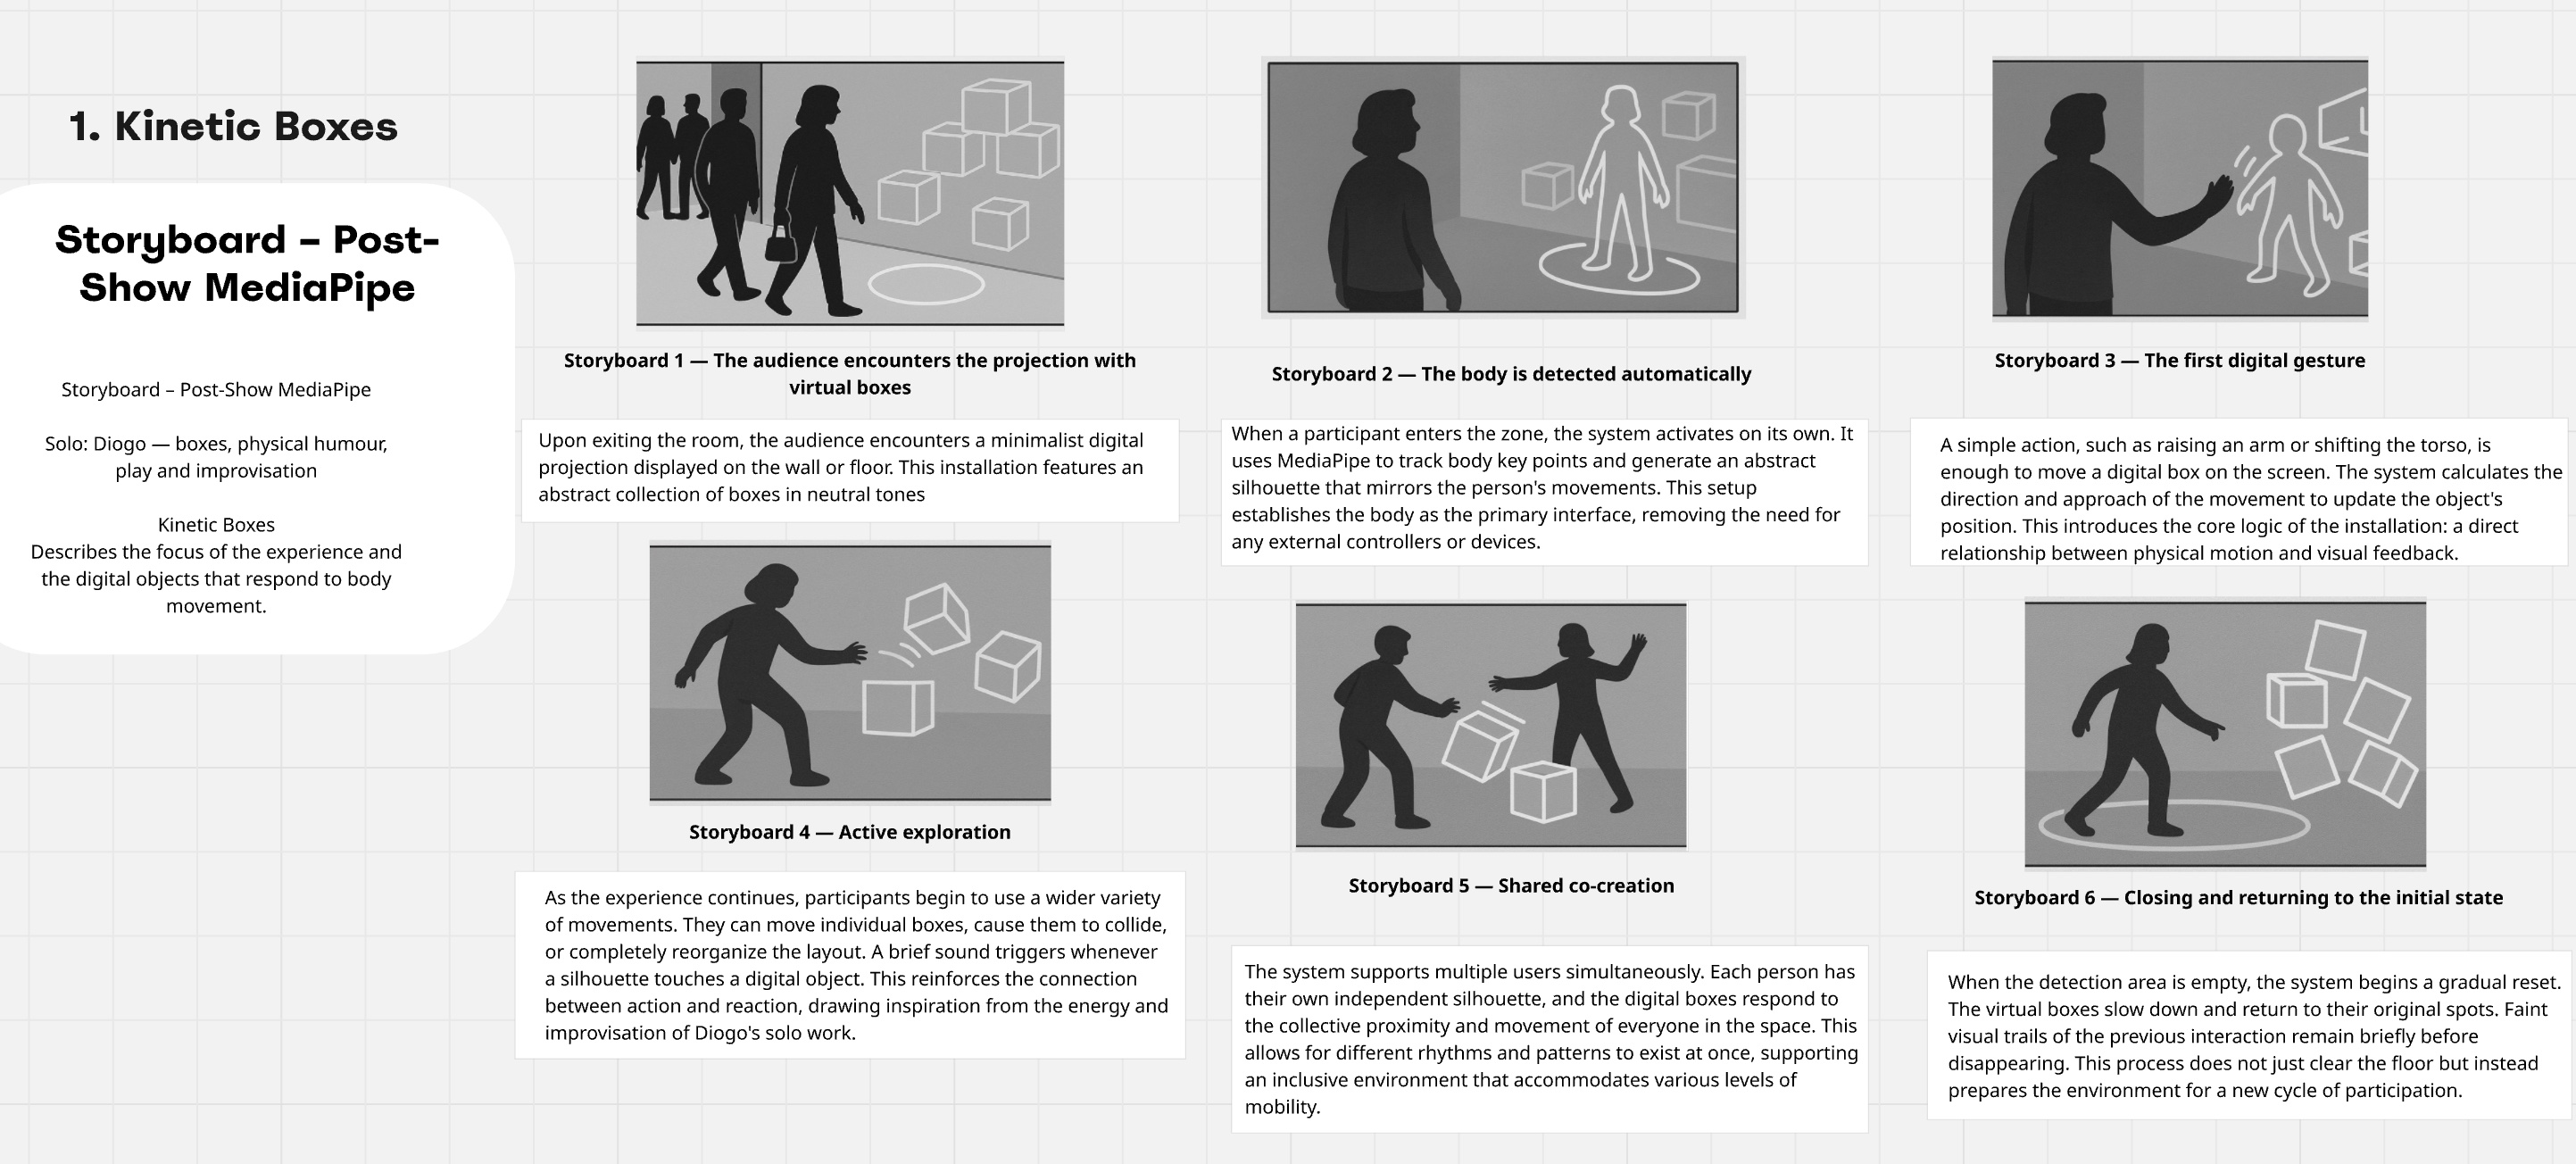 1. Kinetic Boxes
Storyboard – Post-
Show MediaPipe
Storyboard – Post-Show MediaPipe
Solo: Diogo — boxes, physical humour,
play and improvisation
Kinetic Boxes
Describes the focus of the experience and
the digital objects that respond to body
movement.
Storyboard 1 — The audience encounters the projection with
virtual boxes
Upon exiting the room, the audience encounters a minimalist digital
projection displayed on the wall or floor. This installation features an
abstract collection of boxes in neutral tones
Storyboard 2 — The body is detected automatically
When a participant enters the zone, the system activates on its own. It
uses MediaPipe to track body key points and generate an abstract
silhouette that mirrors the person's movements. This setup
establishes the body as the primary interface, removing the need for
any external controllers or devices.
Storyboard 3 — The first digital gesture
A simple action, such as raising an arm or shifting the torso, is
enough to move a digital box on the screen. The system calculates the
direction and approach of the movement to update the object's
position. This introduces the core logic of the installation: a direct
relationship between physical motion and visual feedback.
Storyboard 4 — Active exploration
As the experience continues, participants begin to use a wider variety
of movements. They can move individual boxes, cause them to collide,
or completely reorganize the layout. A brief sound triggers whenever
a silhouette touches a digital object. This reinforces the connection
between action and reaction, drawing inspiration from the energy and
improvisation of Diogo's solo work.
Storyboard 5 — Shared co-creation
The system supports multiple users simultaneously. Each person has
their own independent silhouette, and the digital boxes respond to
the collective proximity and movement of everyone in the space. This
allows for different rhythms and patterns to exist at once, supporting
an inclusive environment that accommodates various levels of
mobility.
Storyboard 6 — Closing and returning to the initial state
When the detection area is empty, the system begins a gradual reset.
The virtual boxes slow down and return to their original spots. Faint
visual trails of the previous interaction remain briefly before
disappearing. This process does not just clear the floor but instead
prepares the environment for a new cycle of participation.